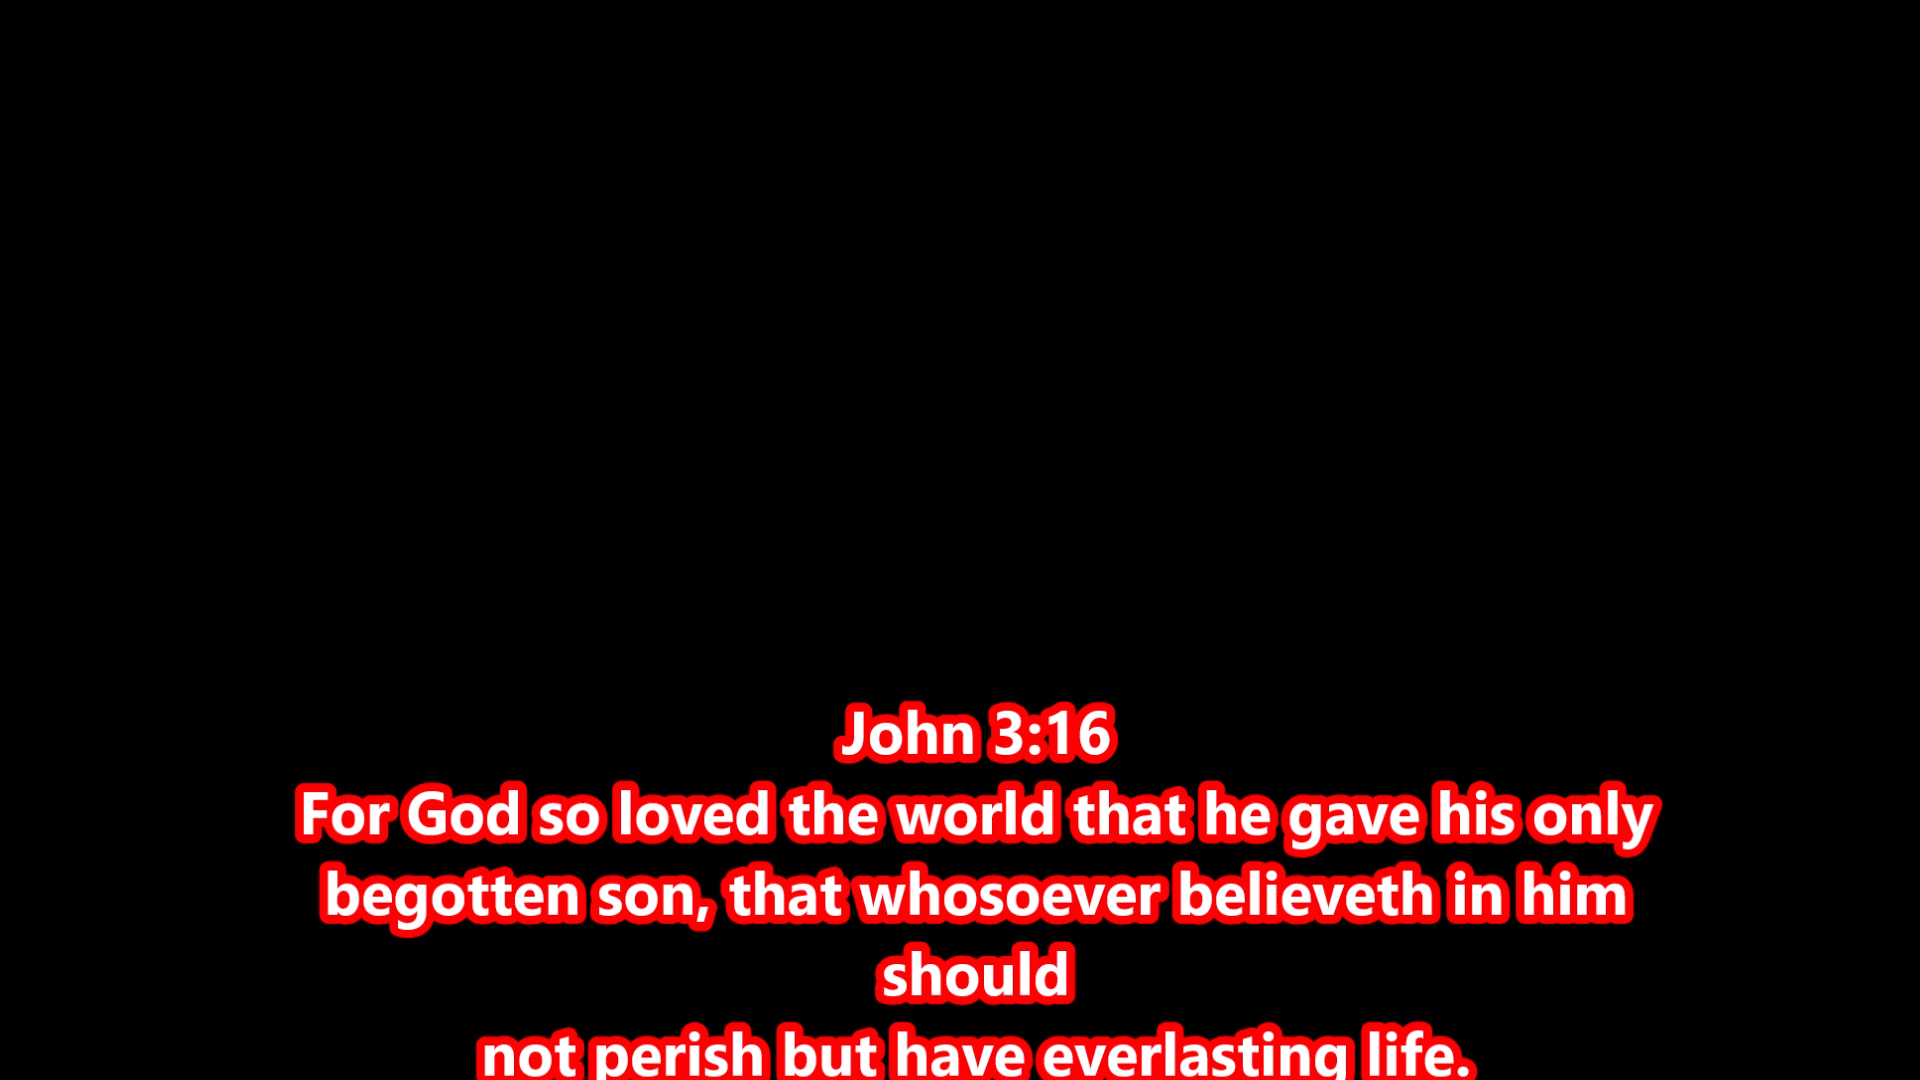 John 3:16
For God so loved the world that he gave his only
begotten son, that whosoever believeth in him
should
not perish but have everlasting life.